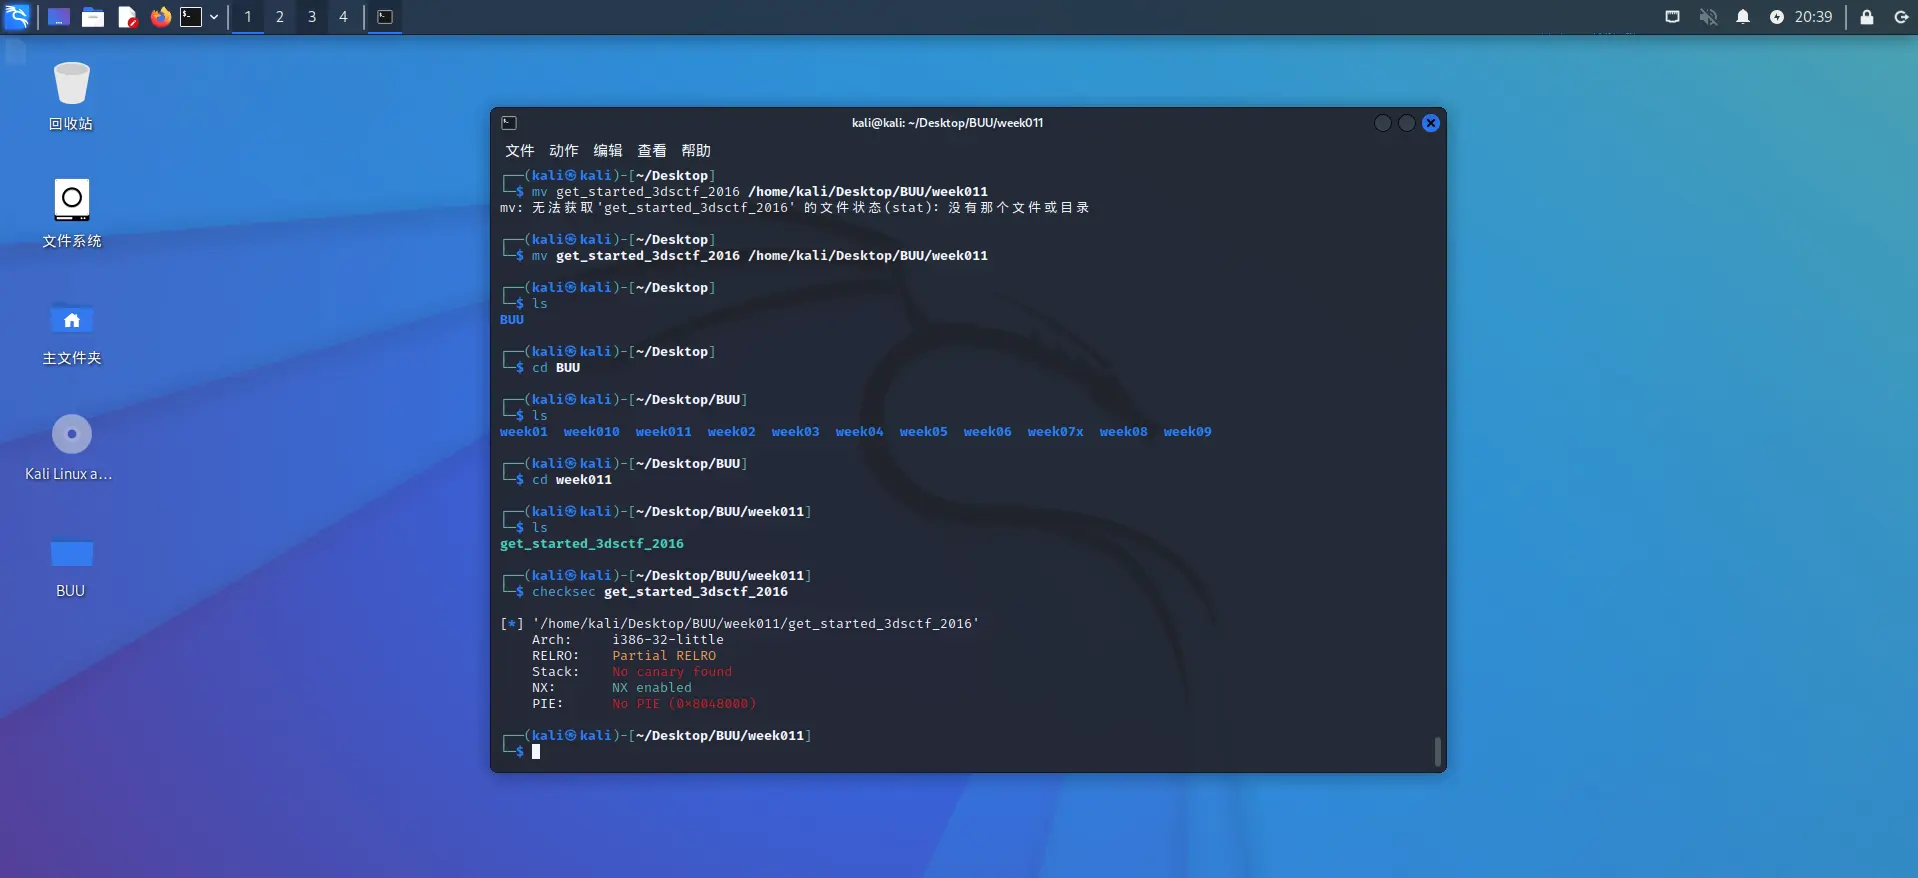 1 2 3 4 20:39
回收站
文件系统
主文件夹
Kali Linux a...
BUU
kali@kali: ~/Desktop/BUU/week011
文件 动作 编辑 查看 帮助
┌──(kali㉿kali)-[~/Desktop]
└─$ mv get_started_3dsctf_2016 /home/kali/Desktop/BUU/week011
mv: 无法获取'get_started_3dsctf_2016' 的文件状态(stat): 没有那个文件或目录
┌──(kali㉿kali)-[~/Desktop]
└─$ mv get_started_3dsctf_2016 /home/kali/Desktop/BUU/week011
┌──(kali㉿kali)-[~/Desktop]
└─$ ls
BUU
┌──(kali㉿kali)-[~/Desktop]
└─$ cd BUU
┌──(kali㉿kali)-[~/Desktop/BUU]
└─$ ls
week01 week010 week011 week02 week03 week04 week05 week06 week07x week08 week09
┌──(kali㉿kali)-[~/Desktop/BUU]
└─$ cd week011
┌──(kali㉿kali)-[~/Desktop/BUU/week011]
└─$ ls
get_started_3dsctf_2016
┌──(kali㉿kali)-[~/Desktop/BUU/week011]
└─$ checksec get_started_3dsctf_2016
[*] '/home/kali/Desktop/BUU/week011/get_started_3dsctf_2016'
Arch: i386-32-little
RELRO: Partial RELRO
Stack: No canary found
NX: NX enabled
PIE: No PIE (0x8048000)
┌──(kali㉿kali)-[~/Desktop/BUU/week011]
└─$